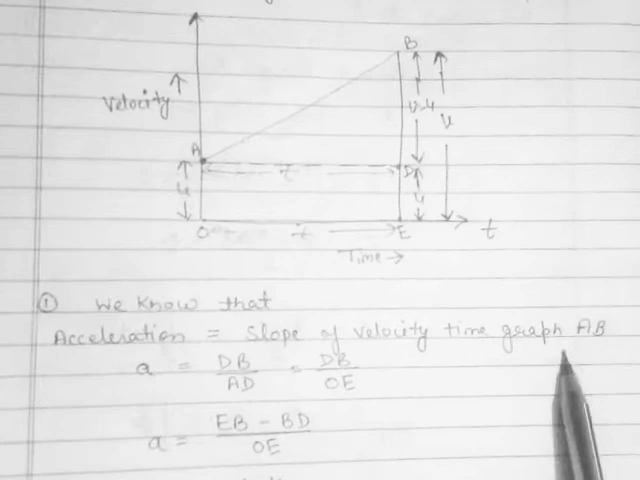 B
Velocity
v-u
v
A
t
D
u
u
O
t
E
t
Time →
① We know that
Acceleration = Slope of velocity time graph AB
a = DB/AD = DB/OE
a = EB - BD/OE